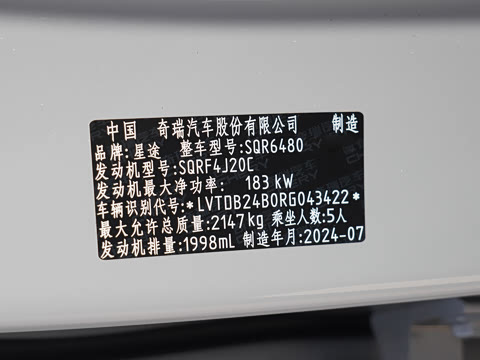 中国 奇瑞汽车股份有限公司 制造
品牌:星途 整车型号:SQR6480
发动机型号:SQRF4J20C
发动机最大净功率: 183 kW
车辆识别代号:*LVTDB24B0RG043422*
最大允许总质量:2147kg 乘坐人数:5人
发动机排量:1998mL 制造年月:2024-07